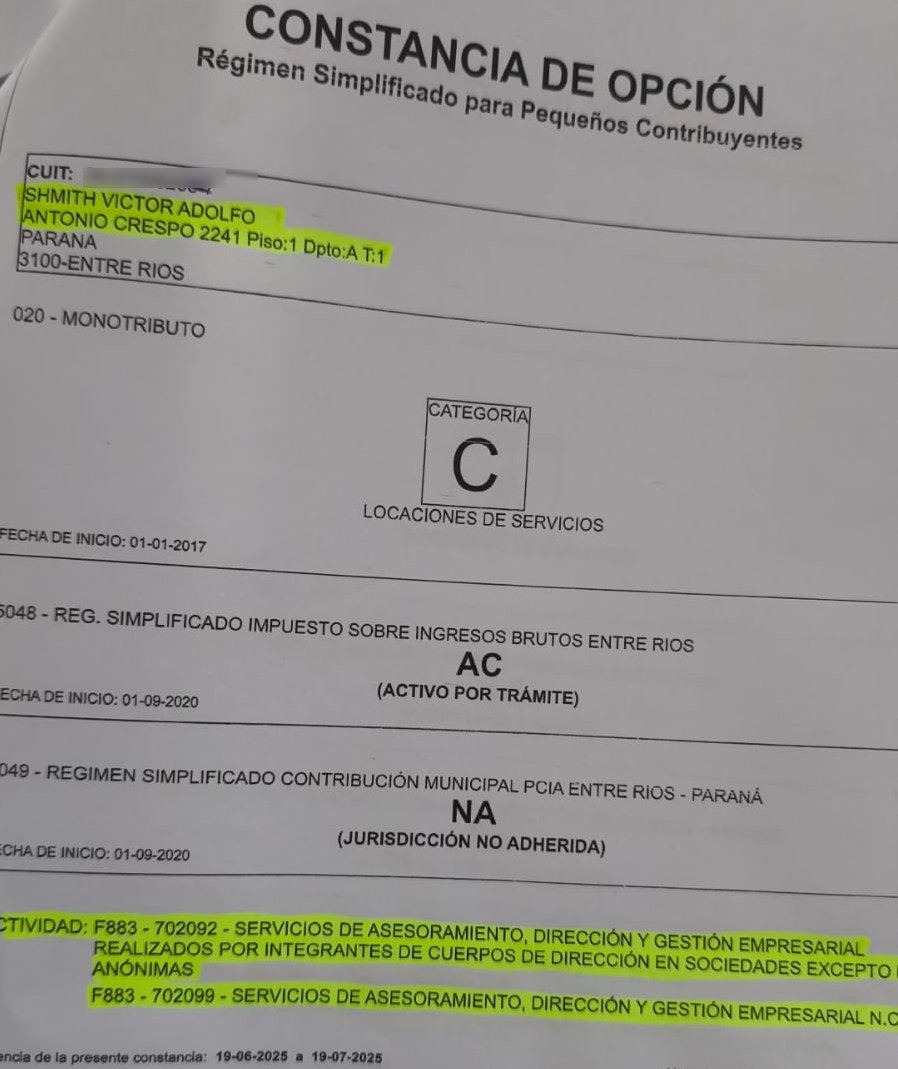 CONSTANCIA DE OPCIÓN
Régimen Simplificado para Pequeños Contribuyentes
CUIT:
SHMITH VICTOR ADOLFO
ANTONIO CRESPO 2241 Piso:1 Dpto:A T:1
PARANA
3100-ENTRE RIOS
020 - MONOTRIBUTO
CATEGORÍA
C
LOCACIONES DE SERVICIOS
FECHA DE INICIO: 01-01-2017
5048 - REG. SIMPLIFICADO IMPUESTO SOBRE INGRESOS BRUTOS ENTRE RIOS
AC
(ACTIVO POR TRÁMITE)
ECHA DE INICIO: 01-09-2020
049 - REGIMEN SIMPLIFICADO CONTRIBUCIÓN MUNICIPAL PCIA ENTRE RIOS - PARANÁ
NA
(JURISDICCIÓN NO ADHERIDA)
ECHA DE INICIO: 01-09-2020
CTIVIDAD: F883 - 702092 - SERVICIOS DE ASESORAMIENTO, DIRECCIÓN Y GESTIÓN EMPRESARIAL
REALIZADOS POR INTEGRANTES DE CUERPOS DE DIRECCIÓN EN SOCIEDADES EXCEPTO
ANÓNIMAS
F883 - 702099 - SERVICIOS DE ASESORAMIENTO, DIRECCIÓN Y GESTIÓN EMPRESARIAL N.C
encia de la presente constancia: 19-06-2025 a 19-07-2025